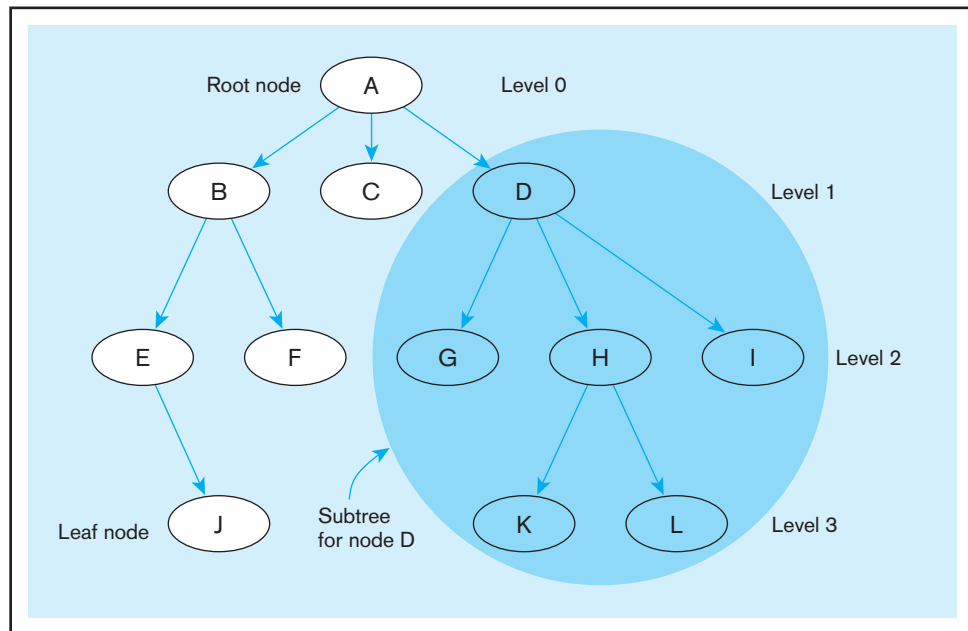 Root node A Level 0
B C D Level 1
E F G H I Level 2
Leaf node J Subtree
for node D K L Level 3